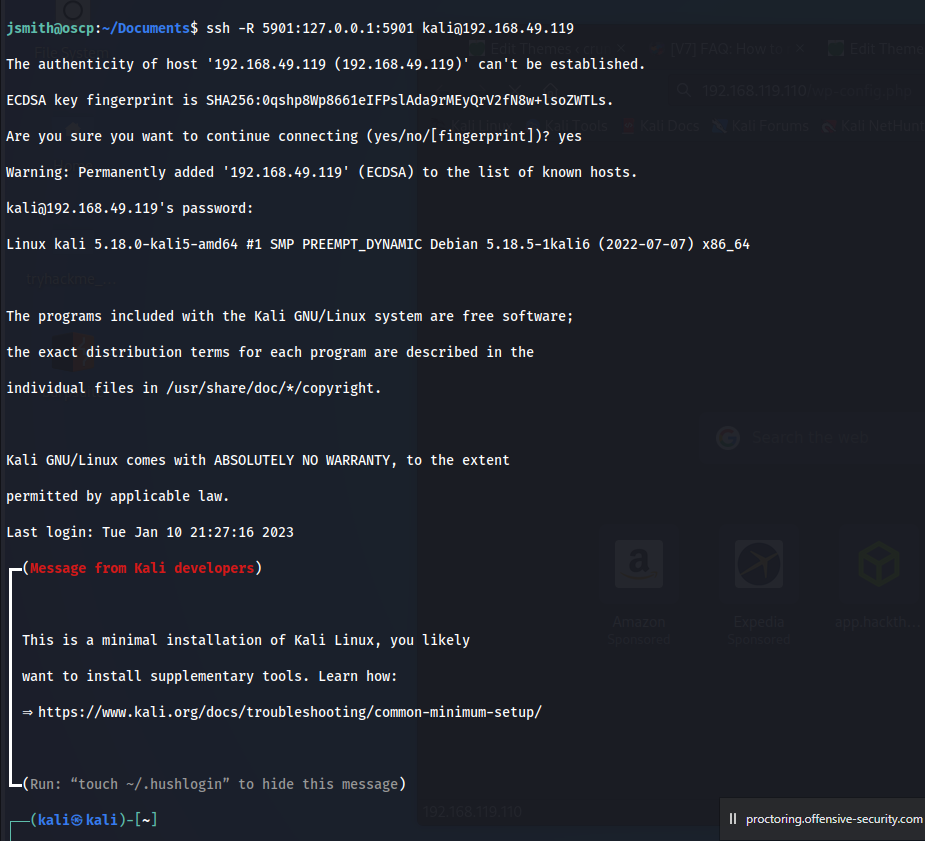 jsmith@oscp:~/Documents$ ssh -R 5901:127.0.0.1:5901 kali@192.168.49.119
The authenticity of host '192.168.49.119 (192.168.49.119)' can't be established.
ECDSA key fingerprint is SHA256:0qshp8Wp8661eIFPslAda9rMEyQrV2fN8w+lsoZWTLs.
Are you sure you want to continue connecting (yes/no/[fingerprint])? yes
Warning: Permanently added '192.168.49.119' (ECDSA) to the list of known hosts.
kali@192.168.49.119's password:
Linux kali 5.18.0-kali5-amd64 #1 SMP PREEMPT_DYNAMIC Debian 5.18.5-1kali6 (2022-07-07) x86_64
The programs included with the Kali GNU/Linux system are free software;
the exact distribution terms for each program are described in the
individual files in /usr/share/doc/*/copyright.
Kali GNU/Linux comes with ABSOLUTELY NO WARRANTY, to the extent
permitted by applicable law.
Last login: Tue Jan 10 21:27:16 2023
(Message from Kali developers)
This is a minimal installation of Kali Linux, you likely
want to install supplementary tools. Learn how:
⇒ https://www.kali.org/docs/troubleshooting/common-minimum-setup/
(Run: “touch ~/.hushlogin” to hide this message)
(kali㉿kali)-[~]
Edit Themes
[V7] FAQ: How to
Edit Theme
192.168.119.110/wp-config.php
Kali Tools
Kali Docs
Kali Forums
Kali NetHunt
tryhackme_
Search the web
Amazon
Sponsored
Expedia
Sponsored
app.hackth...
192.168.119.110
proctoring.offensive-security.com